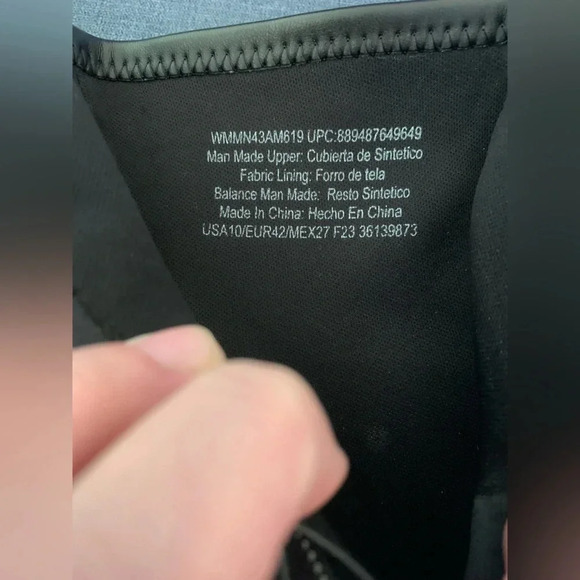 WMMN43AM619 UPC:889487649649
Man Made Upper: Cubierta de Sintetico
Fabric Lining: Forro de tela
Balance Man Made: Resto Sintetico
Made In China: Hecho En China
USA10/EUR42/MEX27 F23 36139873